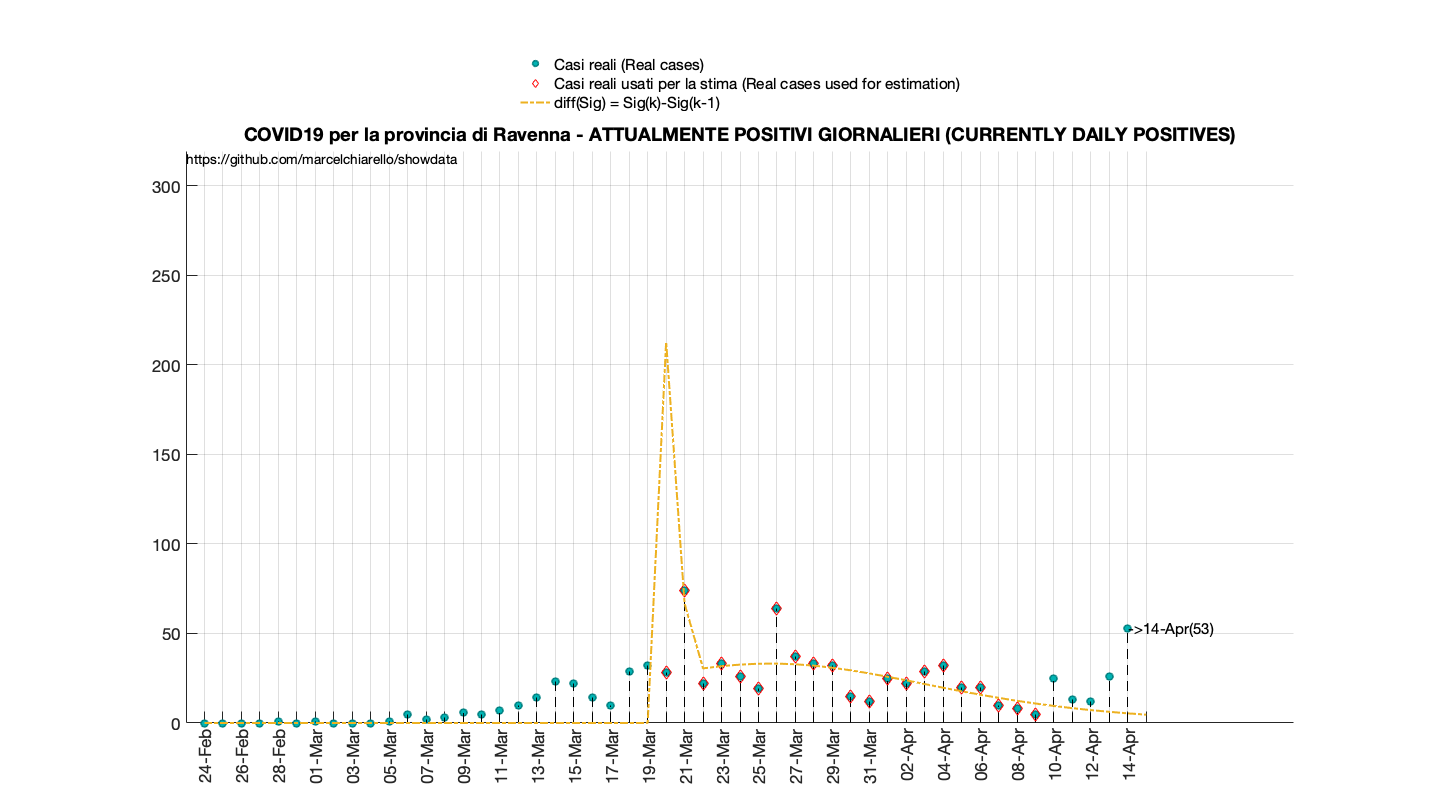 Casi reali (Real cases)
Casi reali usati per la stima (Real cases used for estimation)
diff(Sig) = Sig(k)-Sig(k-1)
COVID19 per la provincia di Ravenna - ATTUALMENTE POSITIVI GIORNALIERI (CURRENTLY DAILY POSITIVES)
https://github.com/marcelchiarello/showdata
300
250
200
150
100
50
->14-Apr(53)
0
24-Feb
26-Feb
28-Feb
01-Mar
03-Mar
05-Mar
07-Mar
09-Mar
11-Mar
13-Mar
15-Mar
17-Mar
19-Mar
21-Mar
23-Mar
25-Mar
27-Mar
29-Mar
31-Mar
02-Apr
04-Apr
06-Apr
08-Apr
10-Apr
12-Apr
14-Apr